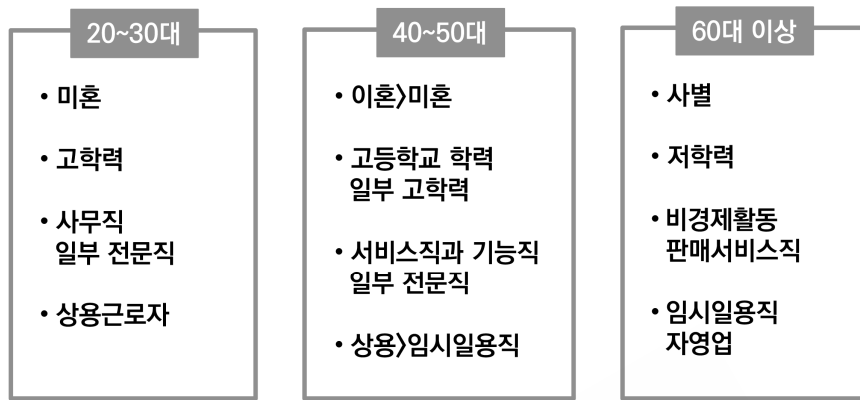 20~30대
• 미혼
• 고학력
• 사무직
일부 전문직
• 상용근로자
40~50대
• 이혼〉미혼
• 고등학교 학력
일부 고학력
• 서비스직과 기능직
일부 전문직
• 상용〉임시일용직
60대 이상
• 사별
• 저학력
• 비경제활동
판매서비스직
• 임시일용직
자영업